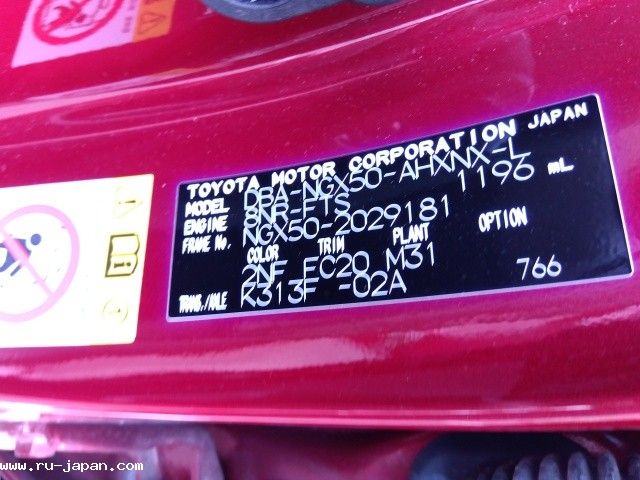 TOYOTA MOTOR CORPORATION JAPAN
MODEL DBA-NGX50-AHXNX-L
ENGINE 8NR-FTS 1196 mL
FRAME No. NGX50-2029181
COLOR TRIM PLANT OPTION
2NF EC20 M31
TRANS./AXLE K313F -02A 766
www.ru-japan.com